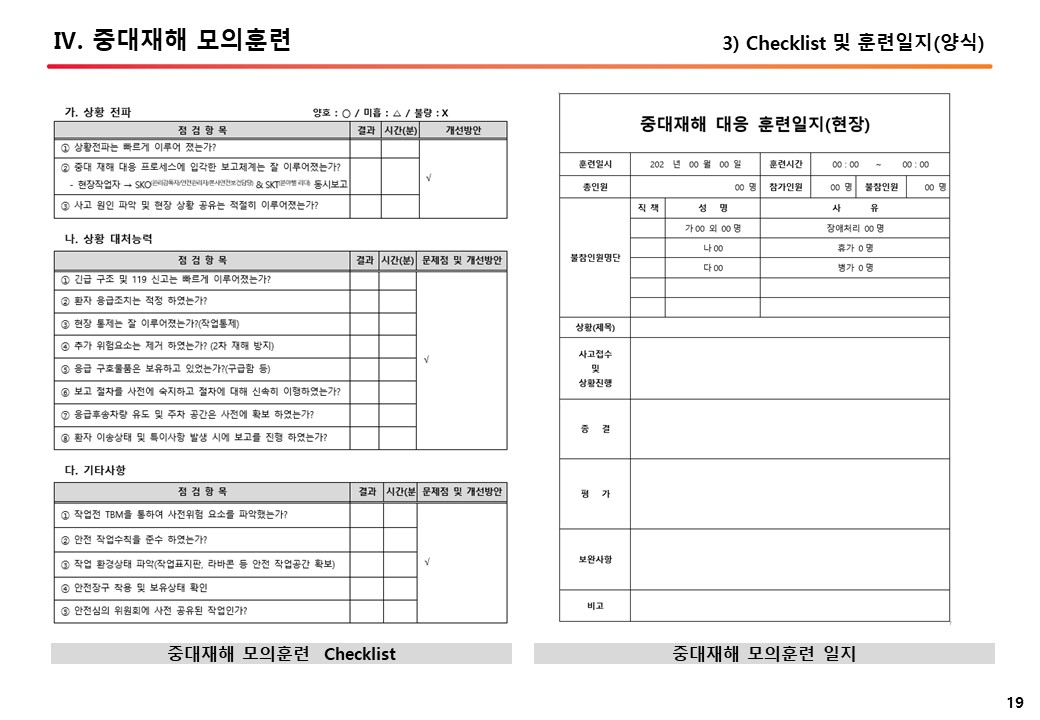 Ⅳ. 중대재해 모의훈련
3) Checklist 및 훈련일지(양식)
가. 상황 전파
양호 : ○ / 미흡 : △ / 불량 : X
점 검 항 목 결과 시간(분) 개선방안
① 상황전파는 빠르게 이루어 졌는가?
② 중대 재해 대응 프로세스에 입각한 보고체계는 잘 이루어졌는가?
- 현장작업자 → SKO(관리감독자/안전관리자/본사안전보건담당) & SKT(분야별 리더) 동시보고
√
③ 사고 원인 파악 및 현장 상황 공유는 적절히 이루어졌는가?
나. 상황 대처능력
점 검 항 목 결과 시간(분) 문제점 및 개선방안
① 긴급 구조 및 119 신고는 빠르게 이루어졌는가?
② 환자 응급조치는 적정 하였는가?
③ 현장 통제는 잘 이루어졌는가?(작업통제)
④ 추가 위험요소는 제거 하였는가? (2차 재해 방지)
√
⑤ 응급 구호물품은 보유하고 있었는가?(구급함 등)
⑥ 보고 절차를 사전에 숙지하고 절차에 대해 신속히 이행하였는가?
⑦ 응급후송차량 유도 및 주차 공간은 사전에 확보 하였는가?
⑧ 환자 이송상태 및 특이사항 발생 시에 보고를 진행 하였는가?
다. 기타사항
점 검 항 목 결과 시간(분 문제점 및 개선방안
① 작업전 TBM을 통하여 사전위험 요소를 파악했는가?
② 안전 작업수칙을 준수 하였는가?
③ 작업 환경상태 파악(작업표지판, 라바콘 등 안전 작업공간 확보)
√
④ 안전장구 착용 및 보유상태 확인
⑤ 안전심의 위원회에 사전 공유된 작업인가?
중대재해 모의훈련 Checklist
중대재해 대응 훈련일지(현장)
훈련일시 202 년 00 월 00 일 훈련시간 00 : 00 ~ 00 : 00
총인원 00 명 참가인원 00 명 불참인원 00 명
불참인원명단
직 책 성 명 사 유
가 00 외 00 명 장애처리 00 명
나 00 휴가 0 명
다 00 병가 0 명
상황(제목)
사고접수
및
상황진행
종 결
평 가
보완사항
비고
중대재해 모의훈련 일지
19